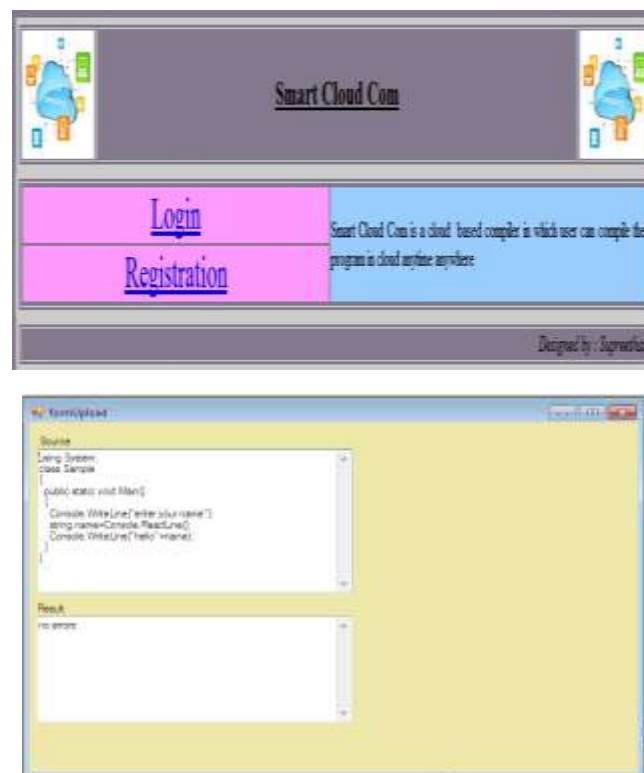 Smart Cloud Com
Login
Registration
Smart Cloud Com is a cloud based compiler in which user can compile the
program in cloud anytime anywhere
Designed by : Supreetha
formUpload
Source
using System;
class Sample
{
public static void Main()
{
Console.WriteLine("enter your name");
string name=Console.ReadLine();
Console.WriteLine("hello"+name);
}
}
Result
no errors